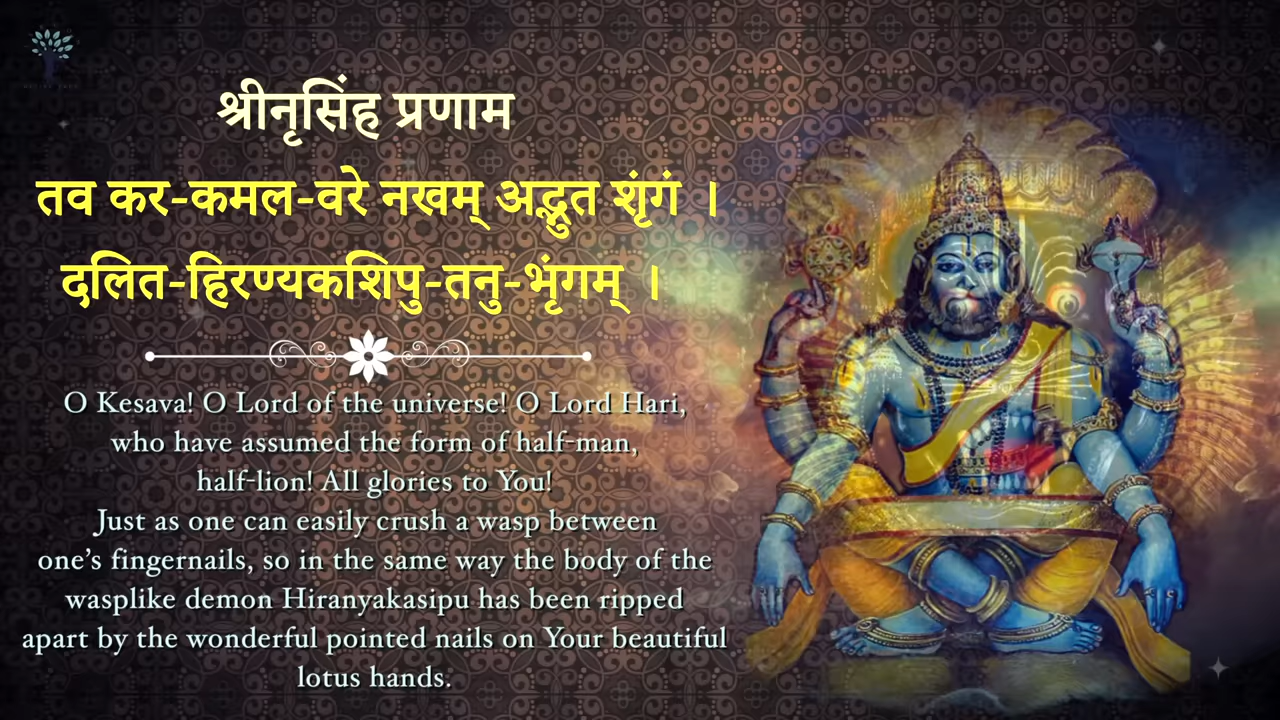 श्रीनृसिंह प्रणाम
तव कर-कमल-वरे नखम् अद्भुत शृंगं ।
दलित-हिरण्यकशिपु-तनु-भृंगम् ।
O Kesava! O Lord of the universe! O Lord Hari,
who have assumed the form of half-man,
half-lion! All glories to You!
Just as one can easily crush a wasp between
one’s fingernails, so in the same way the body of the
wasplike demon Hiranyakasipu has been ripped
apart by the wonderful pointed nails on Your beautiful
lotus hands.